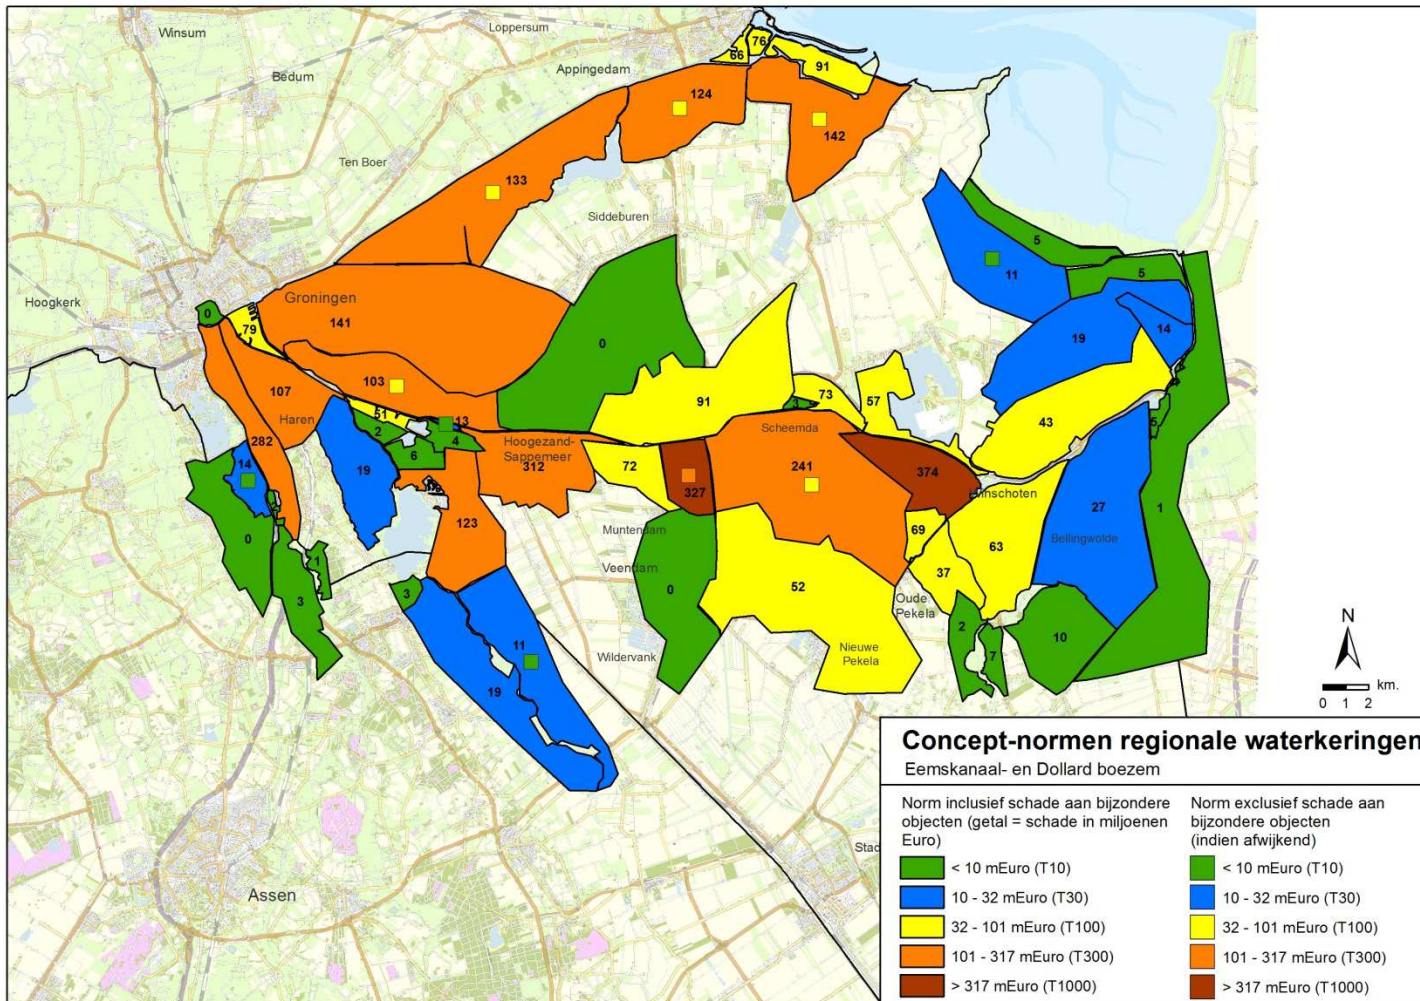 Winsum
Loppersum
Bedum
Appingedam
66
76
91
124
142
Ten Boer
133
Siddeburen
5
11
5
Hoogkerk
Groningen
0
79
141
0
19
14
103
107
91
73
57
51
13
3
43
Haren
2
4
Scheemda
5
282
6
Hoogezand-
Sappemeer
14
19
312
72
241
374
327
27
1
123
Muntendam
69
63
Bellingwolde
0
1
Veendam
37
3
3
0
52
Oude
Pekela
2
10
11
Wildervank
Nieuwe
Pekela
7
19
N
km.
0 1 2
Assen
Stad
Concept-normen regionale waterkeringen
Eemskanaal- en Dollard boezem
Norm inclusief schade aan bijzondere
objecten (getal = schade in miljoenen
Euro)
< 10 mEuro (T10)
10 - 32 mEuro (T30)
32 - 101 mEuro (T100)
101 - 317 mEuro (T300)
> 317 mEuro (T1000)
Norm exclusief schade aan
bijzondere objecten
(indien afwijkend)
< 10 mEuro (T10)
10 - 32 mEuro (T30)
32 - 101 mEuro (T100)
101 - 317 mEuro (T300)
> 317 mEuro (T1000)